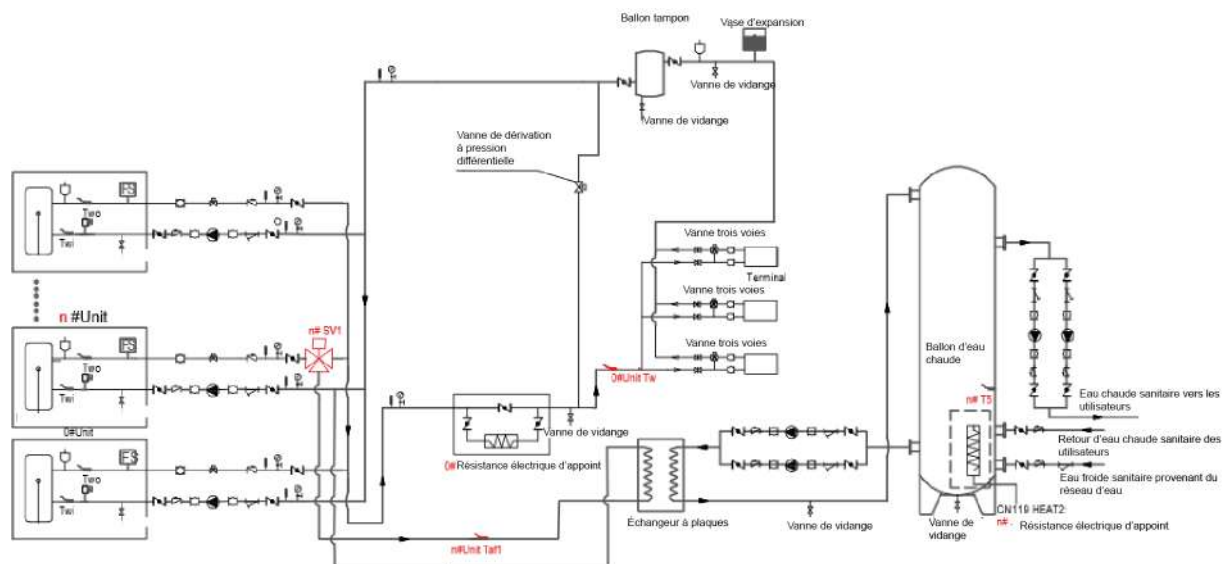 Ballon tampon
Vase d'expansion
Vanne de vidange
Vanne de vidange
Vanne de dérivation
à pression
différentielle
FS
Two
Twi
n #Unit
n# SV1
FS
Two
Twi
0#Unit
FS
Two
Twi
Vanne trois voies
Terminal
Vanne trois voies
Vanne trois voies
0#Unit Tw
Vanne de vidange
0# Résistance électrique d'appoint
n#Unit Taf1
Échangeur à plaques
Vanne de vidange
Ballon d'eau
chaude
n# T5
Eau chaude sanitaire vers les
utilisateurs
Retour d'eau chaude sanitaire des
utilisateurs
Eau froide sanitaire provenant du
réseau d'eau
CN119 HEAT2:
n# .
Résistance électrique d'appoint
Vanne de
vidange